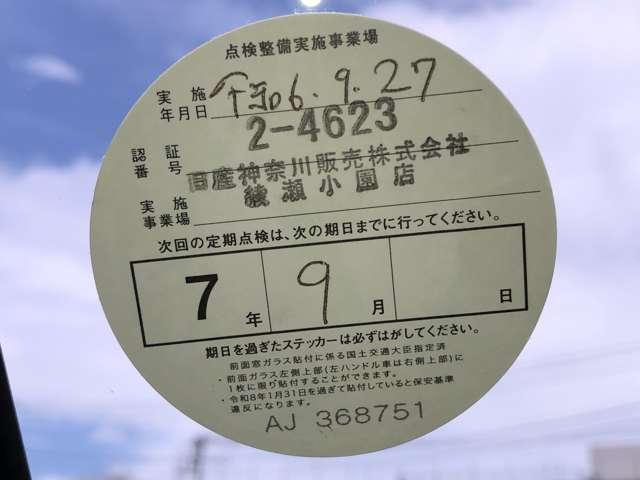 点検整備実施事業場
実施年月日 令和6.9.27
認証番号 2-4623
実施事業場 日産神奈川販売株式会社
綾瀬小園店
次回の定期点検は、次の期日までに行ってください。
7年 9月 日
期日を過ぎたステッカーは必ずはがしてください。
前面窓ガラス貼付に係る国土交通大臣指定済
・前面ガラス左側上部(左ハンドル車は右側上部)に
1枚に限り貼付することができます。
・令和8年1月31日を過ぎて貼付していると保安基準
違反になります。
AJ 368751